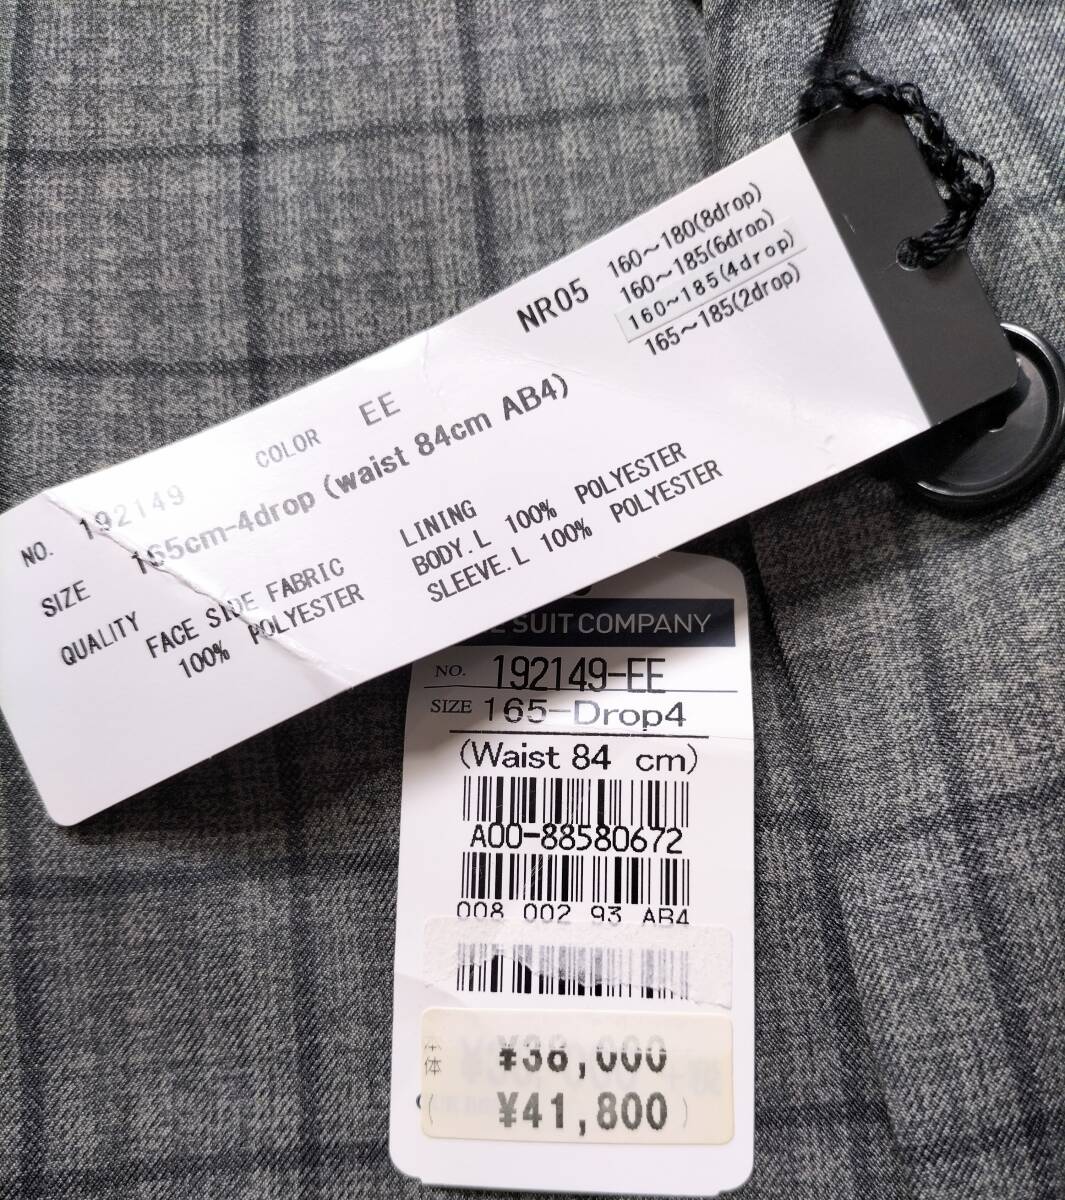 NR05
160～180(8drop)
160～185(6drop)
160～185(4drop)
165～185(2drop)
COLOR EE
NO. 192149
SIZE 165cm-4drop (waist 84cm AB4)
QUALITY
FACE SIDE FABRIC
100% POLYESTER
LINING
BODY.L 100% POLYESTER
SLEEVE.L 100% POLYESTER
SUIT COMPANY
NO. 192149-EE
SIZE 165-Drop4
(Waist 84 cm)
A00-88580672
008 002 93 AB4
体 ¥38,000
( ¥41,800 )